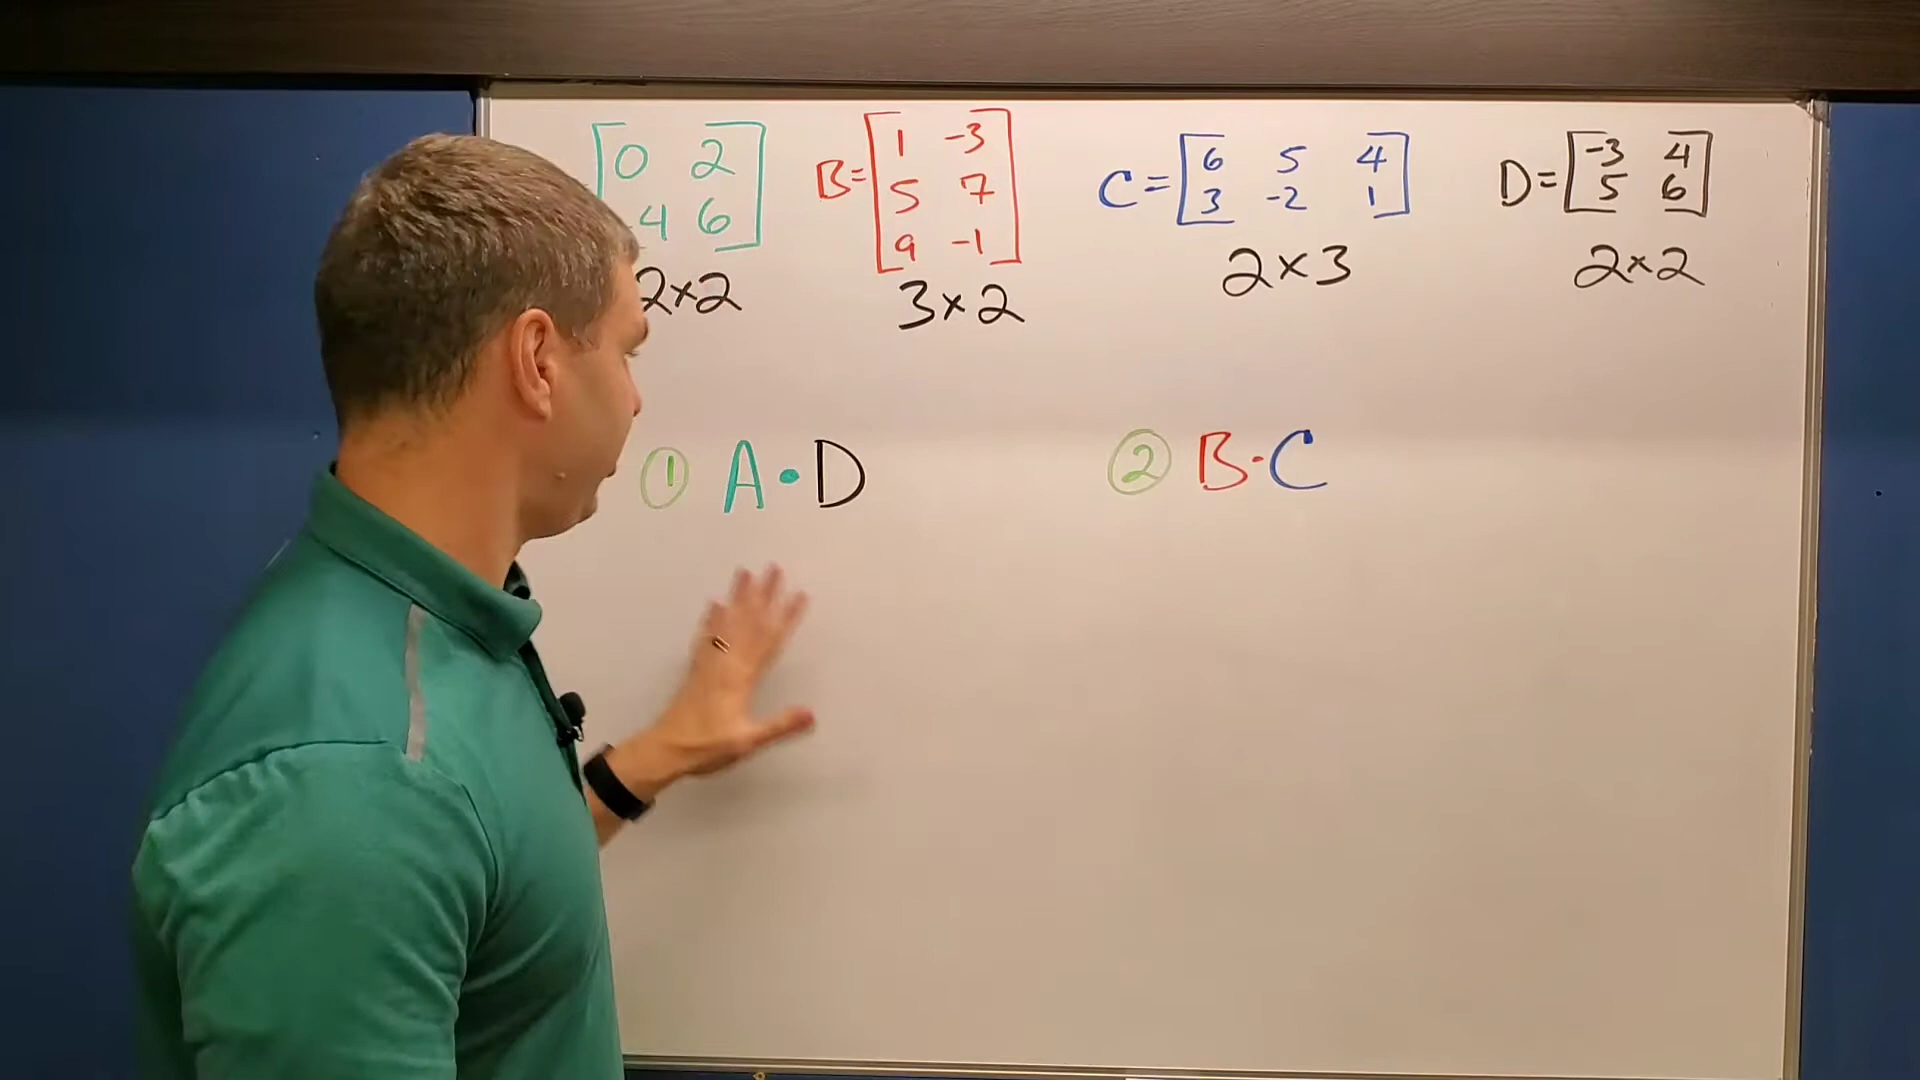 0 2
-4 6
2×2
B= 1 -3
5 7
9 -1
3×2
C= 6 5 4
3 -2 1
2×3
D= -3 4
5 6
2×2
① A•D
② B·C